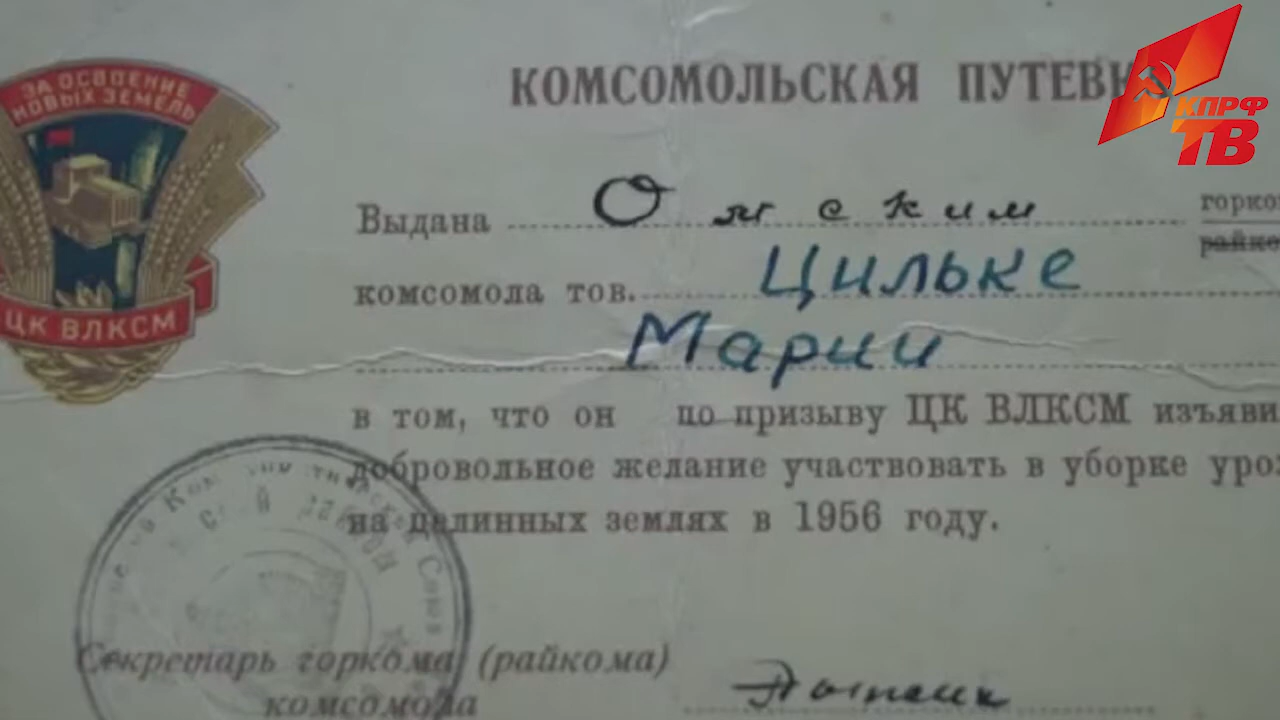 ЗА ОСВОЕНИЕ
НОВЫХ ЗЕМЕЛЬ
ЦК ВЛКСМ
КПРФ
ТВ
КОМСОМОЛЬСКАЯ ПУТЕВК
Выдана Омским горко
райко
комсомола тов. Цильке
Марии
в том, что он по призыву ЦК ВЛКСМ изъяви
добровольное желание участвовать в уборке уро
на целинных землях в 1956 году.
Секретарь горкома (райкома)
комсомола